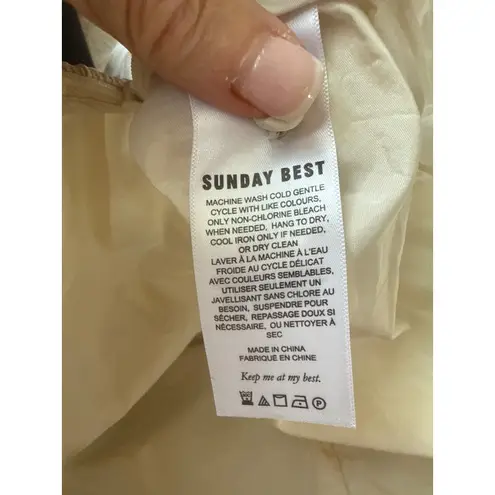 SUNDAY BEST
MACHINE WASH COLD GENTLE
CYCLE WITH LIKE COLOURS,
ONLY NON-CHLORINE BLEACH
WHEN NEEDED, HANG TO DRY,
COOL IRON ONLY IF NEEDED,
OR DRY CLEAN
LAVER À LA MACHINE À L'EAU
FROIDE AU CYCLE DÉLICAT
AVEC COULEURS SEMBLABLES,
UTILISER SEULEMENT UN
JAVELLISANT SANS CHLORE AU
BESOIN, SUSPENDRE POUR
SÉCHER, REPASSAGE DOUX SI
NÉCESSAIRE, OU NETTOYER À
SEC
MADE IN CHINA
FABRIQUÉ EN CHINE
Keep me at my best.
P